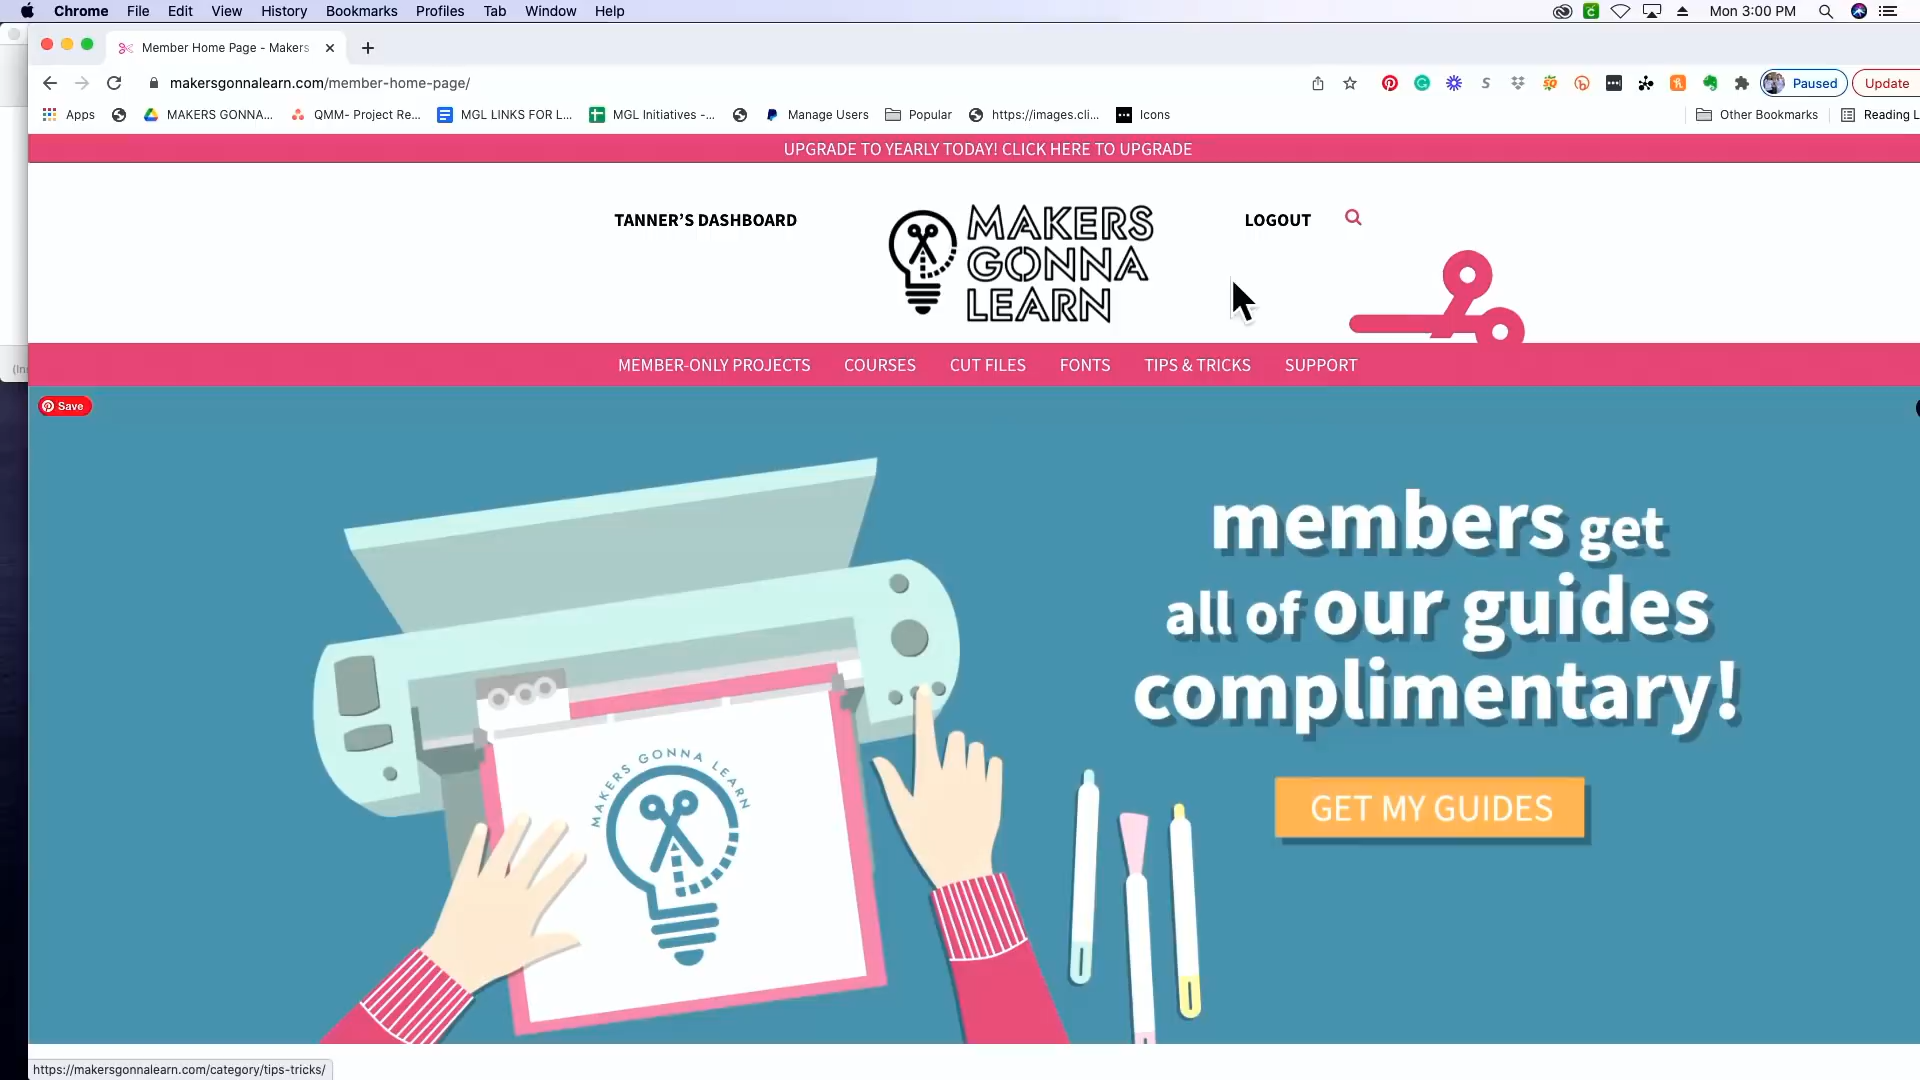 Chrome File Edit View History Bookmarks Profiles Tab Window Help Mon 3:00 PM
Member Home Page - Makers
makersgonnalearn.com/member-home-page/ Paused Update
Apps MAKERS GONNA... QMM- Project Re... MGL LINKS FOR L... MGL Initiatives -... Manage Users Popular https://images.cli... Icons Other Bookmarks Reading L
UPGRADE TO YEARLY TODAY! CLICK HERE TO UPGRADE
TANNER'S DASHBOARD
MAKERS
GONNA
LEARN
LOGOUT
MEMBER-ONLY PROJECTS COURSES CUT FILES FONTS TIPS & TRICKS SUPPORT
Save
members get
all of our guides
complimentary!
GET MY GUIDES
MAKERS GONNA LEARN
https://makersgonnalearn.com/category/tips-tricks/